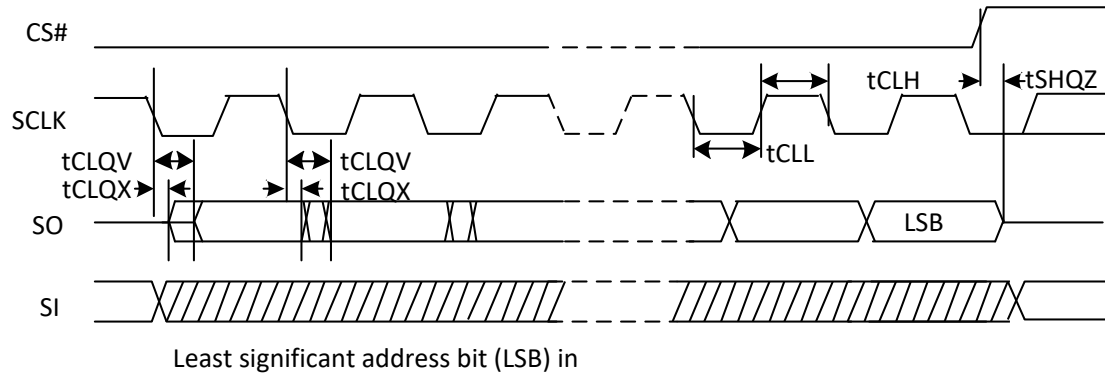 CS#
tCLH
tSHQZ
SCLK
tCLQV
tCLQV
tCLL
tCLQX
tCLQX
SO
LSB
SI
Least significant address bit (LSB) in